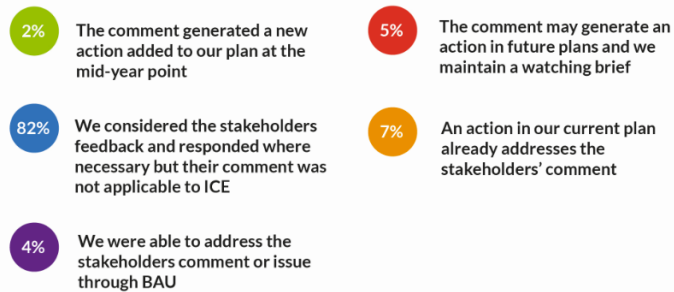 2%
The comment generated a new
action added to our plan at the
mid-year point
82%
We considered the stakeholders
feedback and responded where
necessary but their comment was
not applicable to ICE
4%
We were able to address the
stakeholders comment or issue
through BAU
5%
The comment may generate an
action in future plans and we
maintain a watching brief
7%
An action in our current plan
already addresses the
stakeholders’ comment